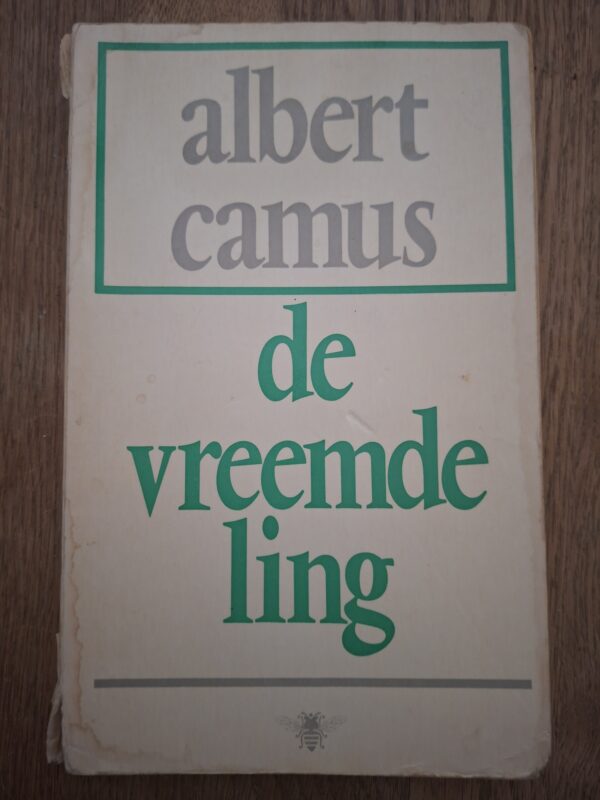 albert
camus
de
vreemde
ling